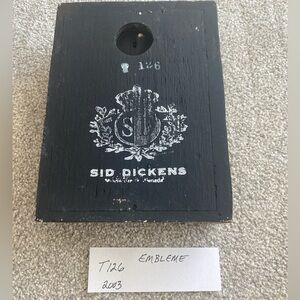 126
SD
SID DICKENS
EMBLEME
T126
2003